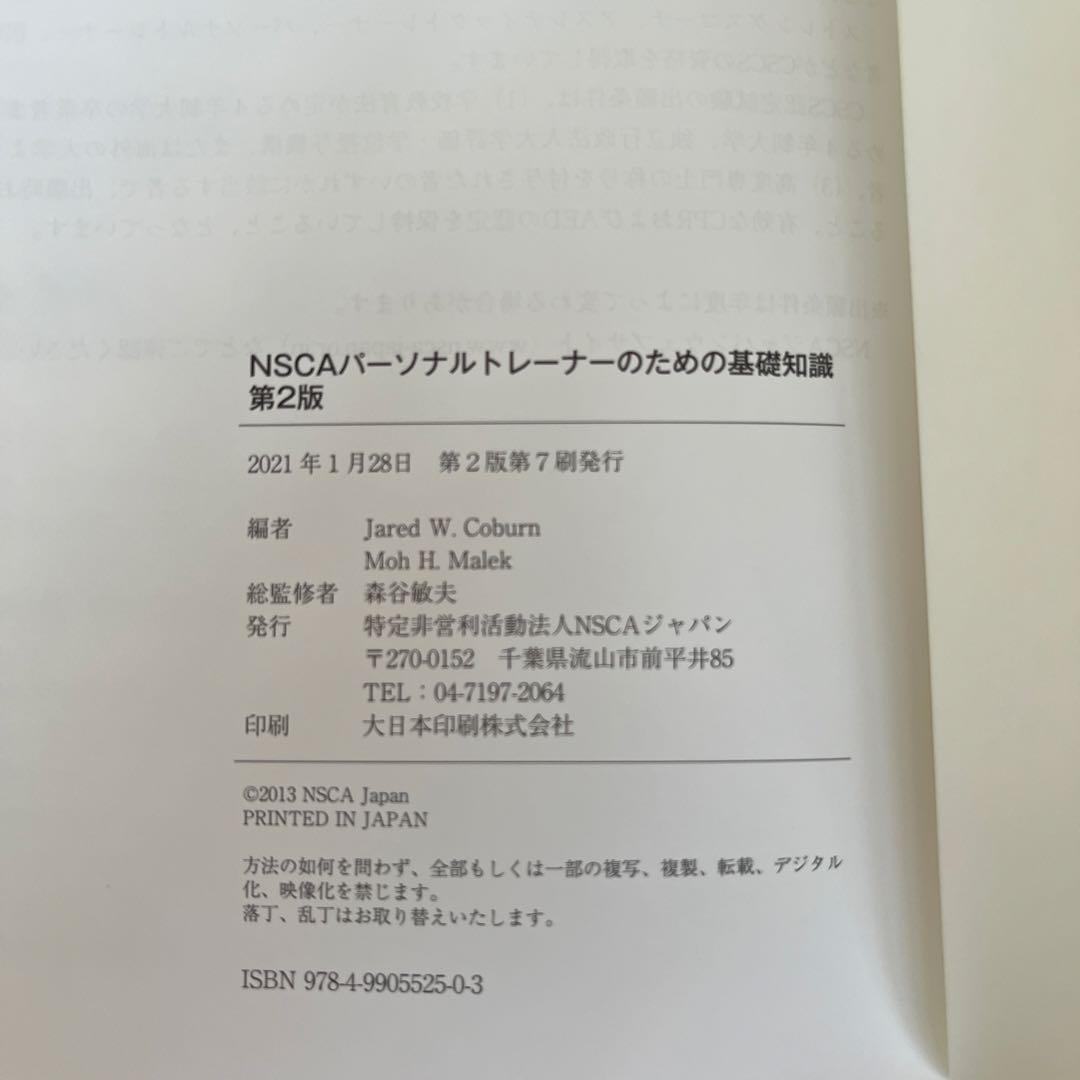 NSCAパーソナルトレーナーのための基礎知識
第2版
2021年1月28日　第2版第7刷発行
編者　Jared W. Coburn
Moh H. Malek
総監修者　森谷敏夫
発行　特定非営利活動法人NSCAジャパン
〒270-0152　千葉県流山市前平井85
TEL：04-7197-2064
印刷　大日本印刷株式会社
©2013 NSCA Japan
PRINTED IN JAPAN
方法の如何を問わず、全部もしくは一部の複写、複製、転載、デジタル
化、映像化を禁じます。
落丁、乱丁はお取り替えいたします。
ISBN 978-4-9905525-0-3